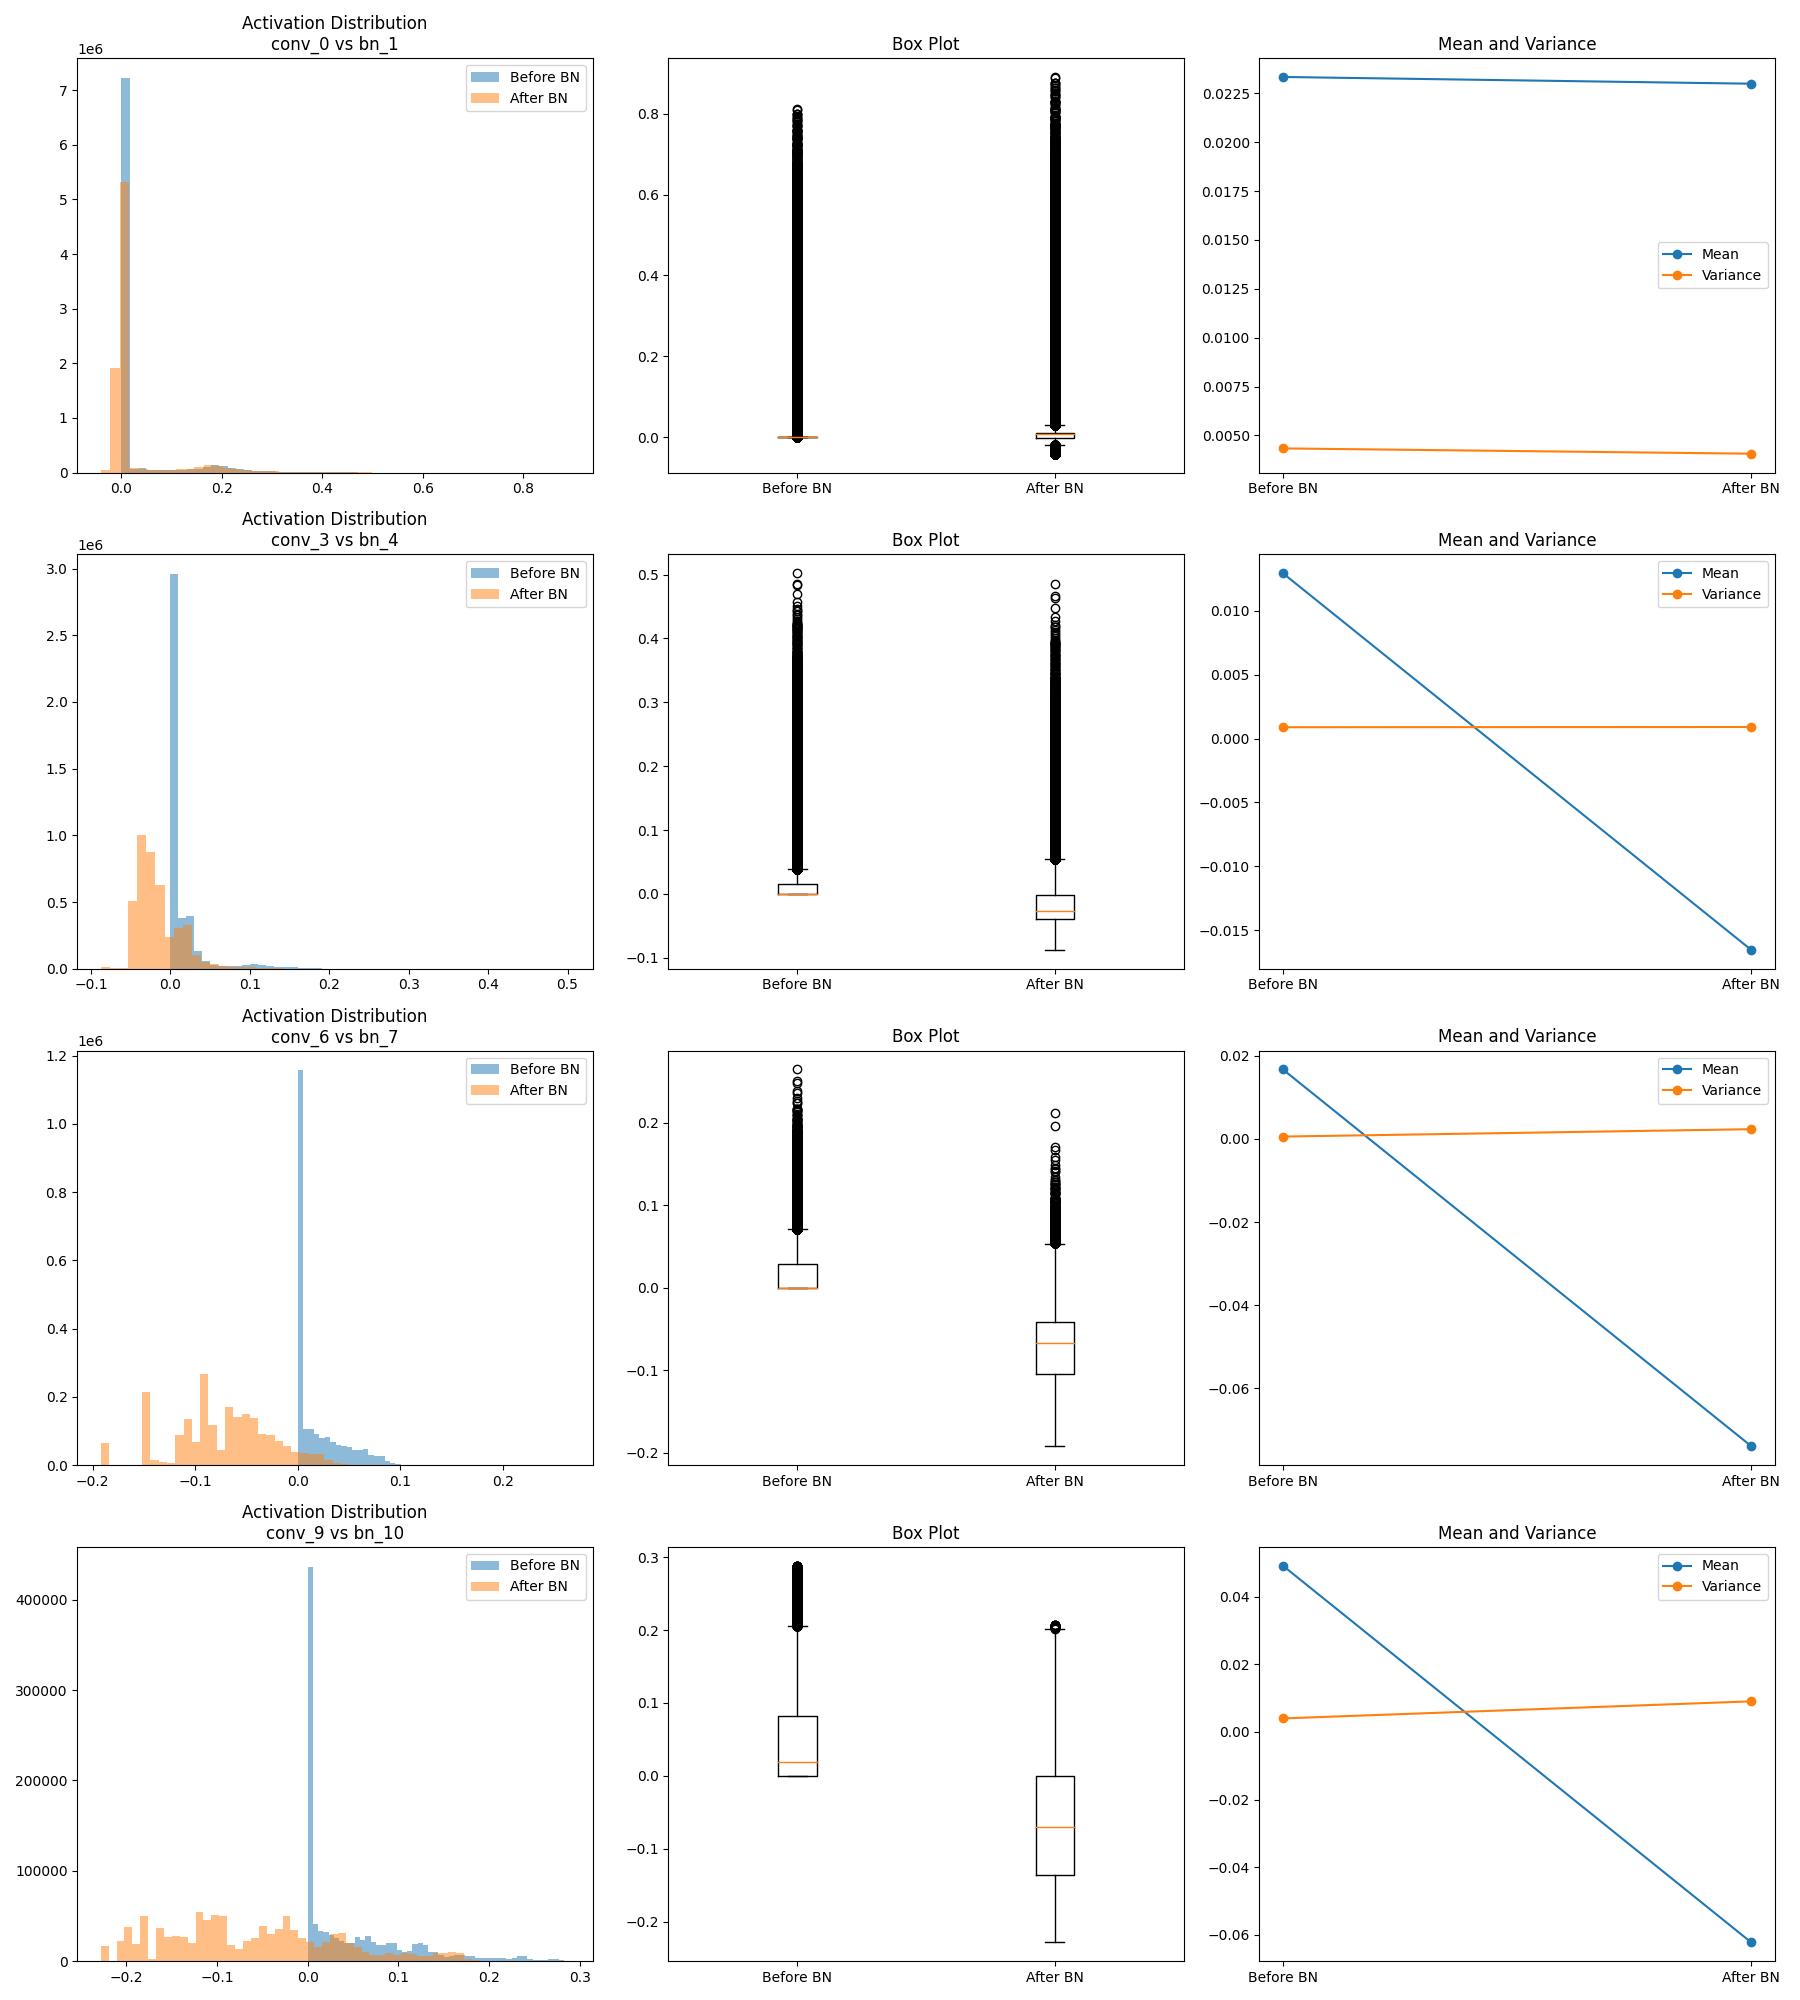 Activation Distribution
conv_0 vs bn_1
1e6
Before BN
After BN
7
6
5
4
3
2
1
0
0.0 0.2 0.4 0.6 0.8
Box Plot
0.8
0.6
0.4
0.2
0.0
Before BN After BN
Mean and Variance
0.0225
0.0200
0.0175
0.0150
0.0125
0.0100
0.0075
0.0050
Mean
Variance
Before BN After BN
Activation Distribution
conv_3 vs bn_4
1e6
Before BN
After BN
3.0
2.5
2.0
1.5
1.0
0.5
0.0
−0.1 0.0 0.1 0.2 0.3 0.4 0.5
Box Plot
0.5
0.4
0.3
0.2
0.1
0.0
−0.1
Before BN After BN
Mean and Variance
Mean
Variance
0.010
0.005
0.000
−0.005
−0.010
−0.015
Before BN After BN
Activation Distribution
conv_6 vs bn_7
1e6
Before BN
After BN
1.2
1.0
0.8
0.6
0.4
0.2
0.0
−0.2 −0.1 0.0 0.1 0.2
Box Plot
0.2
0.1
0.0
−0.1
−0.2
Before BN After BN
Mean and Variance
Mean
Variance
0.02
0.00
−0.02
−0.04
−0.06
Before BN After BN
Activation Distribution
conv_9 vs bn_10
Before BN
After BN
400000
300000
200000
100000
0
−0.2 −0.1 0.0 0.1 0.2 0.3
Box Plot
0.3
0.2
0.1
0.0
−0.1
−0.2
Before BN After BN
Mean and Variance
Mean
Variance
0.04
0.02
0.00
−0.02
−0.04
−0.06
Before BN After BN